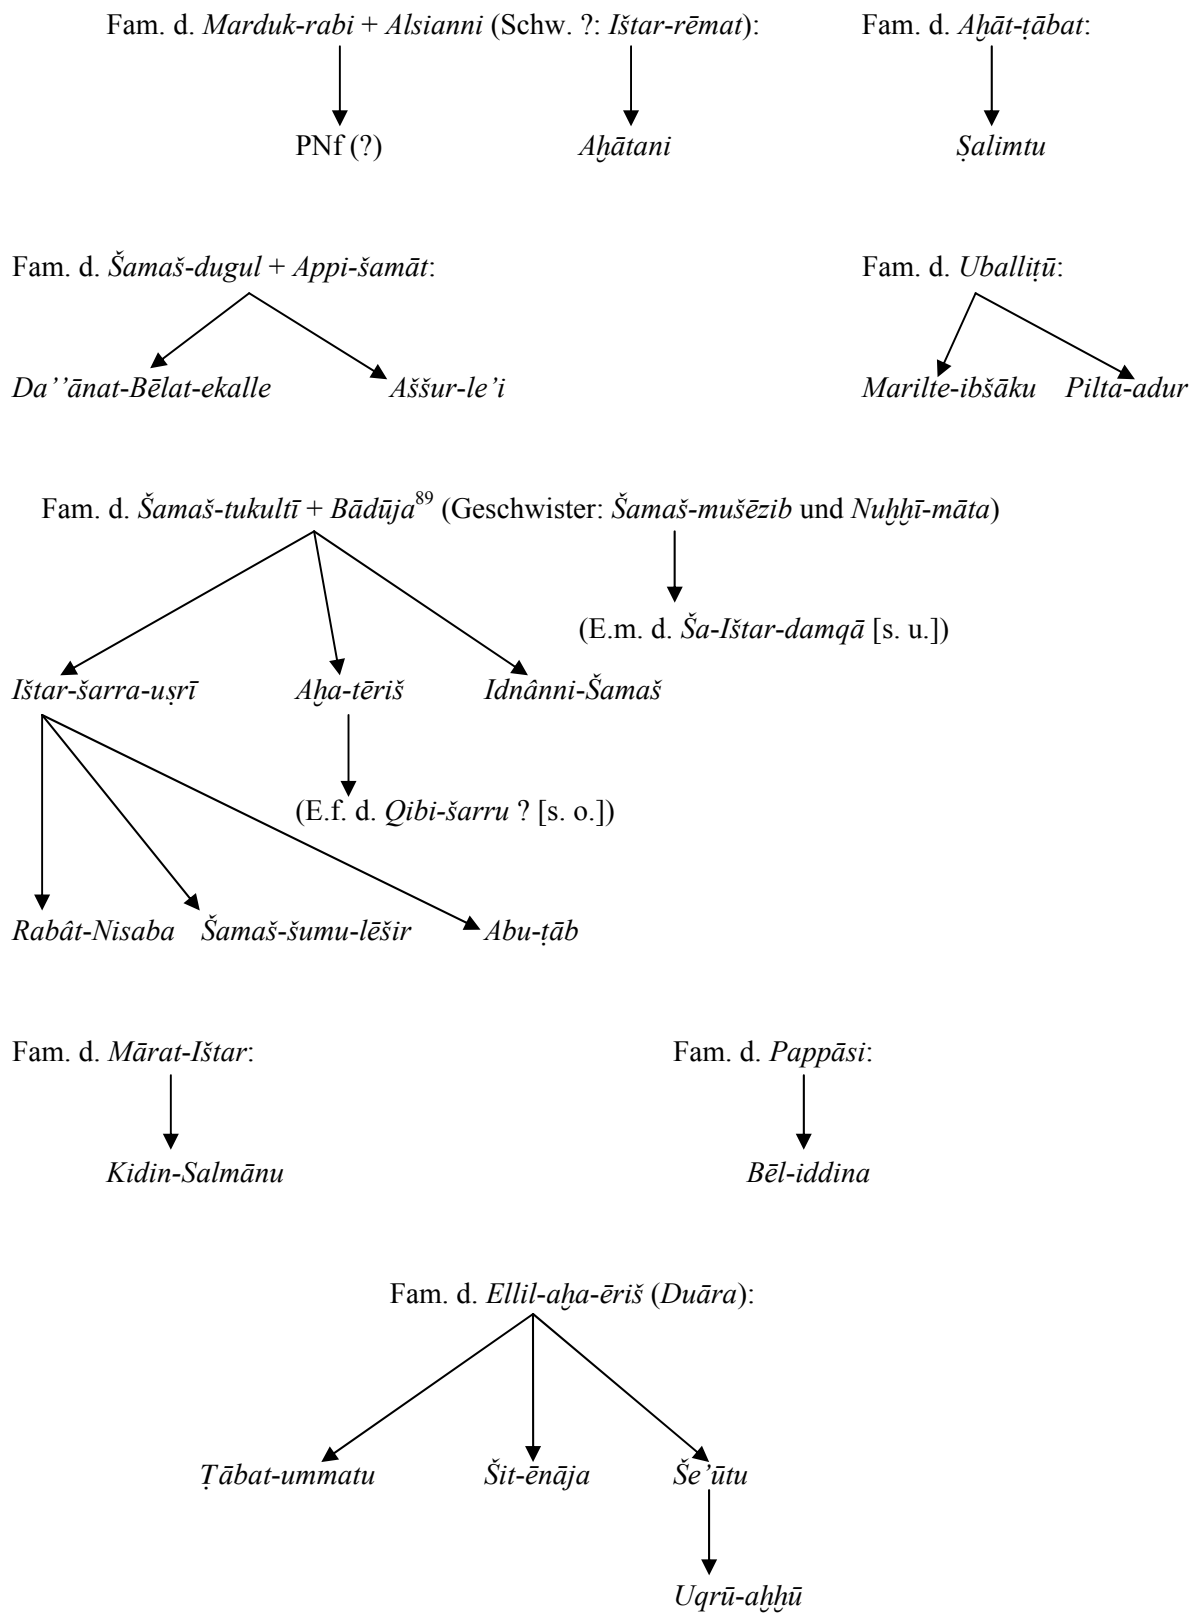 Fam. d. Marduk-rabi + Alsianni (Schw. ?: Ištar-rēmat): Fam. d. Aḫāt-ṭābat:
PNf (?) Aḫātani Ṣalimtu
Fam. d. Šamaš-dugul + Appi-šamāt: Fam. d. Uballiṭū:
Da’’ānat-Bēlat-ekalle Aššur-le’i Marilte-ibšāku Pilta-adur
Fam. d. Šamaš-tukultī + Bādūja⁸⁹ (Geschwister: Šamaš-mušēzib und Nuḫḫī-māta)
(E.m. d. Ša-Ištar-damqā [s. u.])
Ištar-šarra-uṣrī Aḫa-tēriš Idnânni-Šamaš
(E.f. d. Qibi-šarru ? [s. o.])
Rabât-Nisaba Šamaš-šumu-lēšir Abu-ṭāb
Fam. d. Mārat-Ištar: Fam. d. Pappāsi:
Kidin-Salmānu Bēl-iddina
Fam. d. Ellil-aḫa-ēriš (Duāra):
Ṭābat-ummatu Šit-ēnāja Še’ūtu
Uqrū-aḫḫū